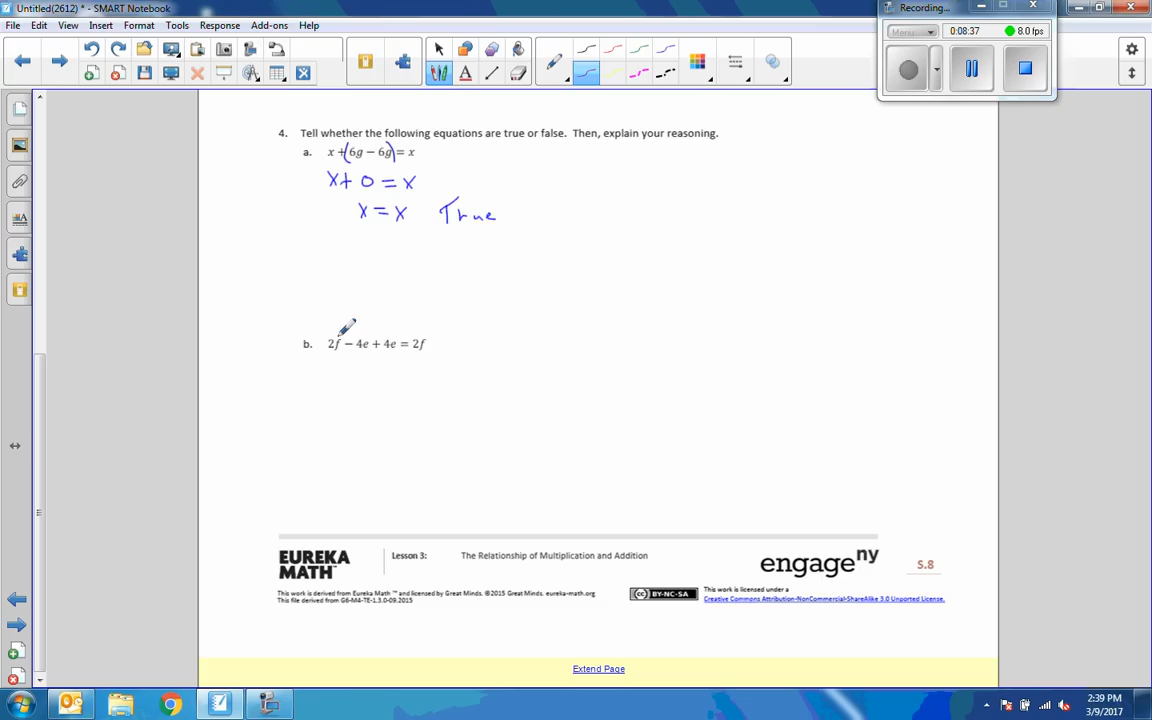 Untitled(2612) * - SMART Notebook
Recording...
File Edit View Insert Format Tools Response Add-ons Help
Menu 0:08:37 8.0 fps
4. Tell whether the following equations are true or false. Then, explain your reasoning.
a. x + (6g − 6g) = x
x + 0 = x
x = x True
b. 2f − 4e + 4e = 2f
EUREKA MATH
Lesson 3: The Relationship of Multiplication and Addition
engage ny
S.8
This work is derived from Eureka Math ™ and licensed by Great Minds. ©2015 Great Minds. eureka-math.org
This file derived from G6-M4-TE-1.3.0-09.2015
CC BY-NC-SA
This work is licensed under a
Creative Commons Attribution-NonCommercial-ShareAlike 3.0 Unported License.
Extend Page
2:39 PM
3/9/2017